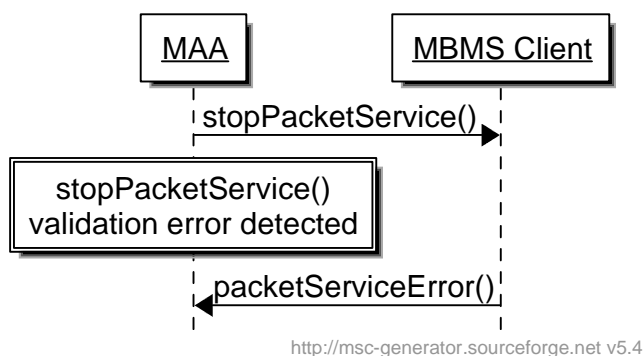 MAA
MBMS Client
stopPacketService()
stopPacketService()
validation error detected
packetServiceError()
http://msc-generator.sourceforge.net v5.4